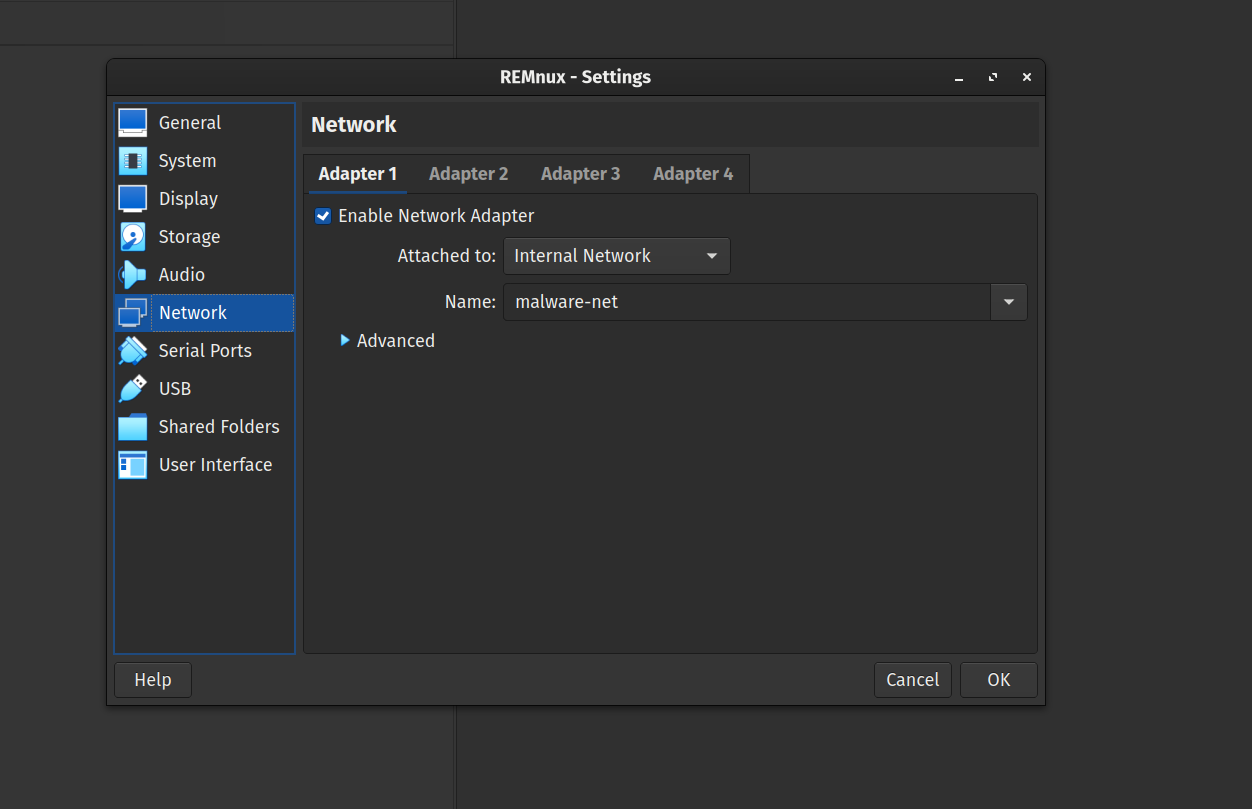 REMnux - Settings
General
System
Display
Storage
Audio
Network
Serial Ports
USB
Shared Folders
User Interface
Network
Adapter 1 Adapter 2 Adapter 3 Adapter 4
Enable Network Adapter
Attached to: Internal Network
Name: malware-net
Advanced
Help Cancel OK